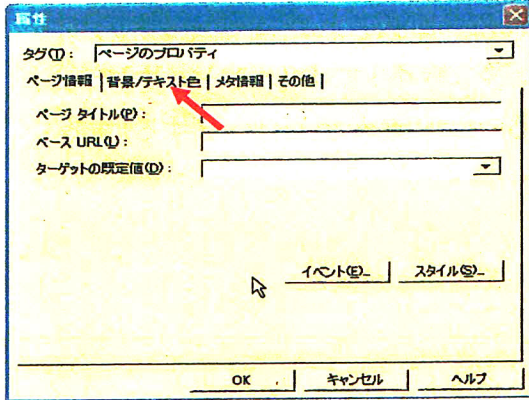 属性
タグ(T): ページのプロパティ
ページ情報 背景/テキスト色 メタ情報 その他
ページ タイトル(P):
ベース URL(L):
ターゲットの既定値(D):
イベント(E)... スタイル(S)...
OK キャンセル ヘルプ